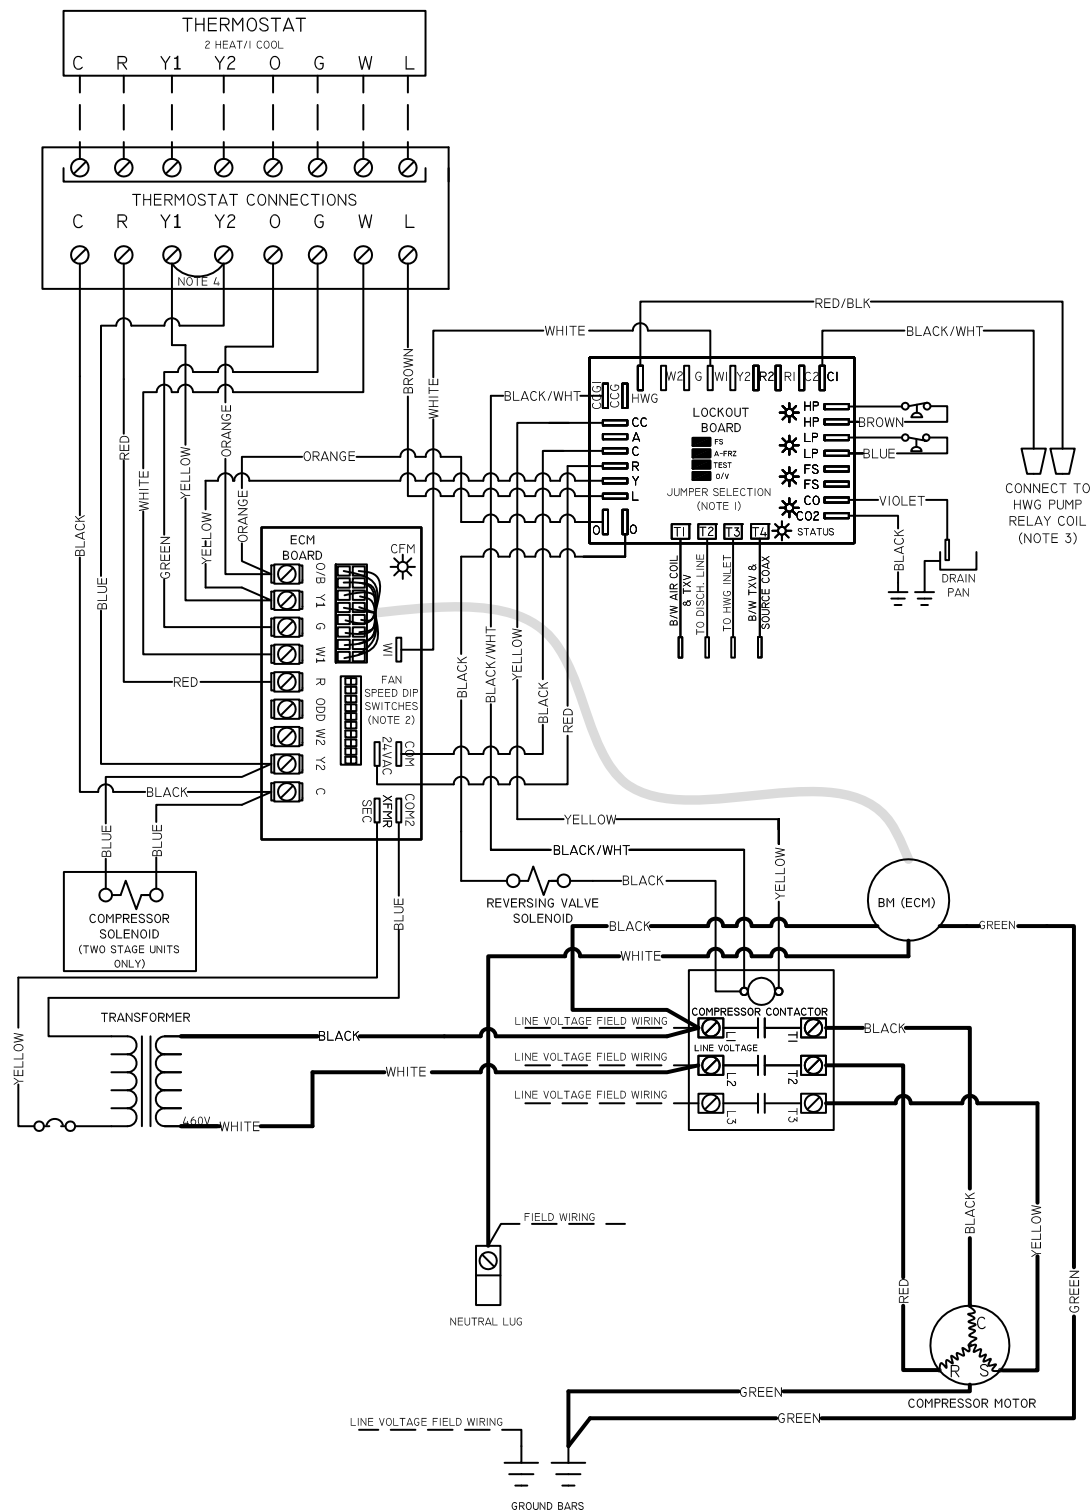 THERMOSTAT
2 HEAT/1 COOL
C R Y1 Y2 O G W L
THERMOSTAT CONNECTIONS
C R Y1 Y2 O G W L
NOTE 4
RED/BLK
WHITE
BLACK/WHT
BROWN
WHITE
BLACK/WHT
CCG1
CCG
HWG
W2 G W1 Y2 R2 R1 C2 C1
LOCKOUT
BOARD
FS
A-FRZ
TEST
O/V
JUMPER SELECTION
(NOTE 1)
CC
A
C
R
Y
L
O
O
HP
HP
LP
LP
FS
FS
CO
CO2
STATUS
T1 T2 T3 T4
BROWN
BLUE
VIOLET
BLACK
DRAIN
PAN
CONNECT TO
HWG PUMP
RELAY COIL
(NOTE 3)
B/W AIR COIL
& TXV
TO DISCH. LINE
TO HWG INLET
B/W TXV &
SOURCE COAX
ORANGE
RED
ORANGE
YELLOW
WHITE
ORANGE
BLACK
YELLOW
GREEN
BLUE
ECM
BOARD
CFM
O/B
Y1
G
W1
R
ODD
W2
Y2
C
W1
FAN
SPEED DIP
SWITCHES
(NOTE 2)
24VAC
COM
SEC
XFMR
COM2
RED
BLACK
BLUE
BLUE
BLACK
BLACK/WHT
YELLOW
BLACK
RED
COMPRESSOR
SOLENOID
(TWO STAGE UNITS
ONLY)
BLUE
YELLOW
BLACK/WHT
YELLOW
BLACK
REVERSING VALVE
SOLENOID
BM (ECM)
BLACK
GREEN
WHITE
TRANSFORMER
YELLOW
460V
BLACK
WHITE
WHITE
LINE VOLTAGE FIELD WIRING
LINE VOLTAGE FIELD WIRING
LINE VOLTAGE FIELD WIRING
COMPRESSOR CONTACTOR
L1 T1
LINE VOLTAGE
L2 T2
L3 T3
BLACK
FIELD WIRING
NEUTRAL LUG
BLACK
YELLOW
RED
GREEN
C
R S
COMPRESSOR MOTOR
GREEN
GREEN
LINE VOLTAGE FIELD WIRING
GROUND BARS